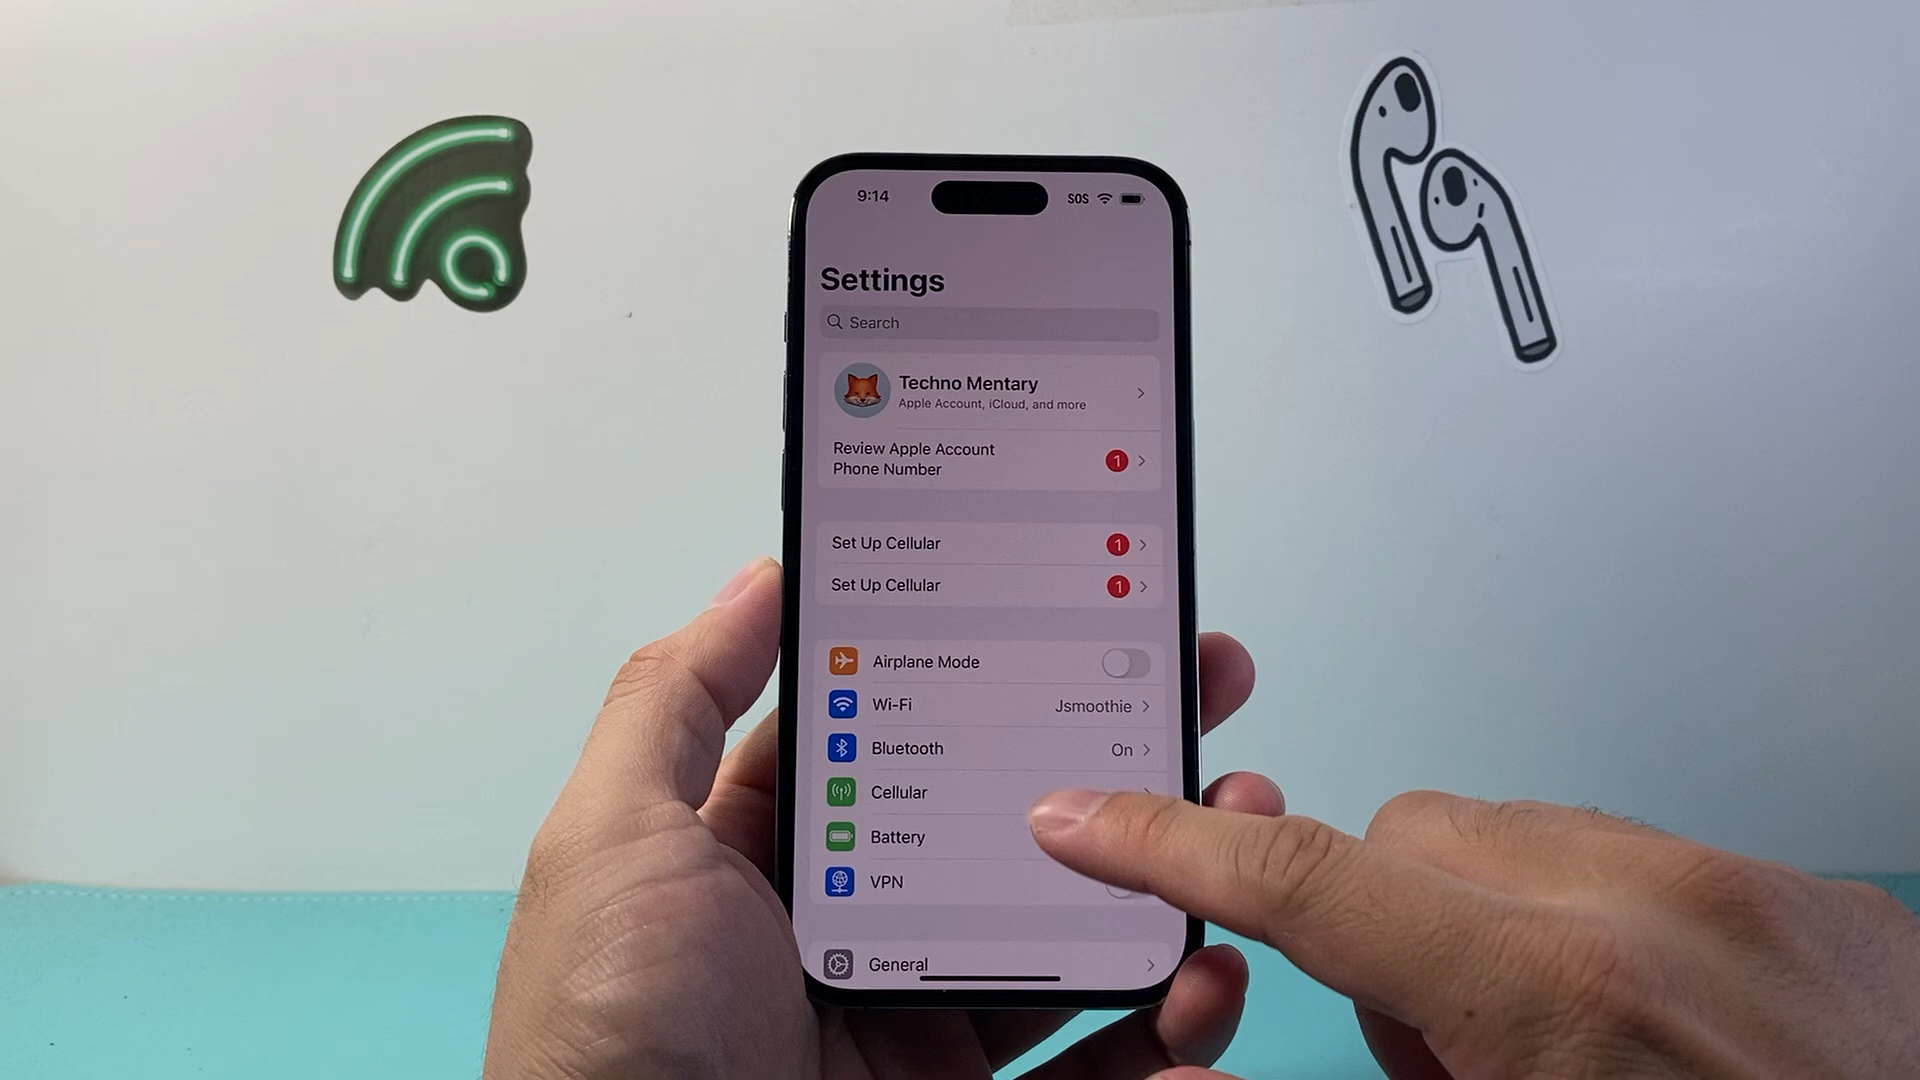 9:14
SOS
Settings
Search
Techno Mentary
Apple Account, iCloud, and more
Review Apple Account
Phone Number
1
Set Up Cellular 1
Set Up Cellular 1
Airplane Mode
Wi-Fi Jsmoothie
Bluetooth On
Cellular
Battery
VPN
General